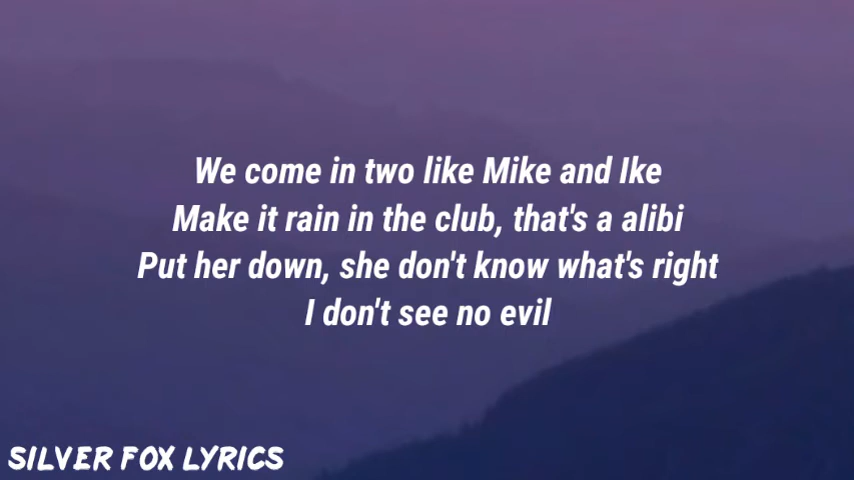 We come in two like Mike and Ike
Make it rain in the club, that's a alibi
Put her down, she don't know what's right
I don't see no evil
SILVER FOX LYRICS